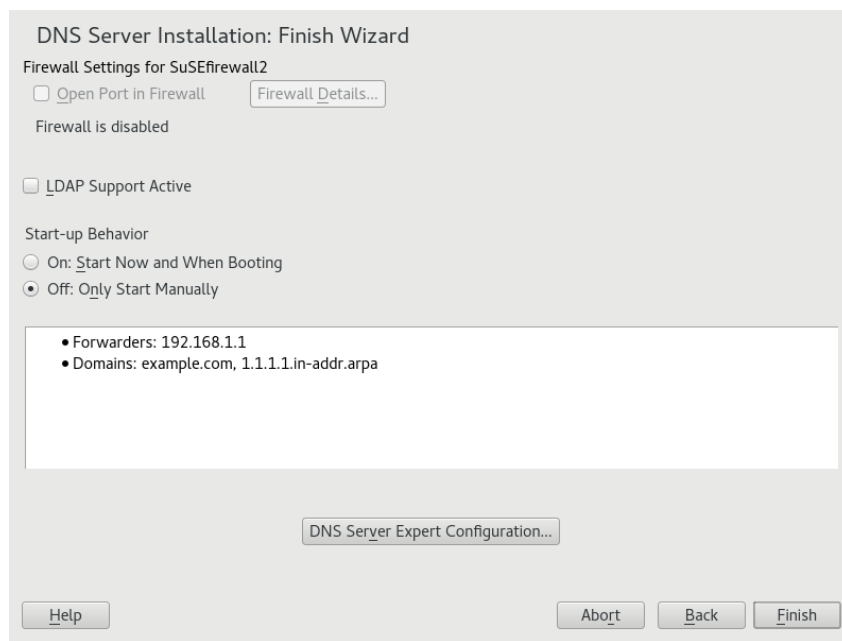 DNS Server Installation: Finish Wizard
Firewall Settings for SuSEfirewall2
Open Port in Firewall Firewall Details...
Firewall is disabled
LDAP Support Active
Start-up Behavior
On: Start Now and When Booting
Off: Only Start Manually
• Forwarders: 192.168.1.1
• Domains: example.com, 1.1.1.1.in-addr.arpa
DNS Server Expert Configuration...
Help Abort Back Finish